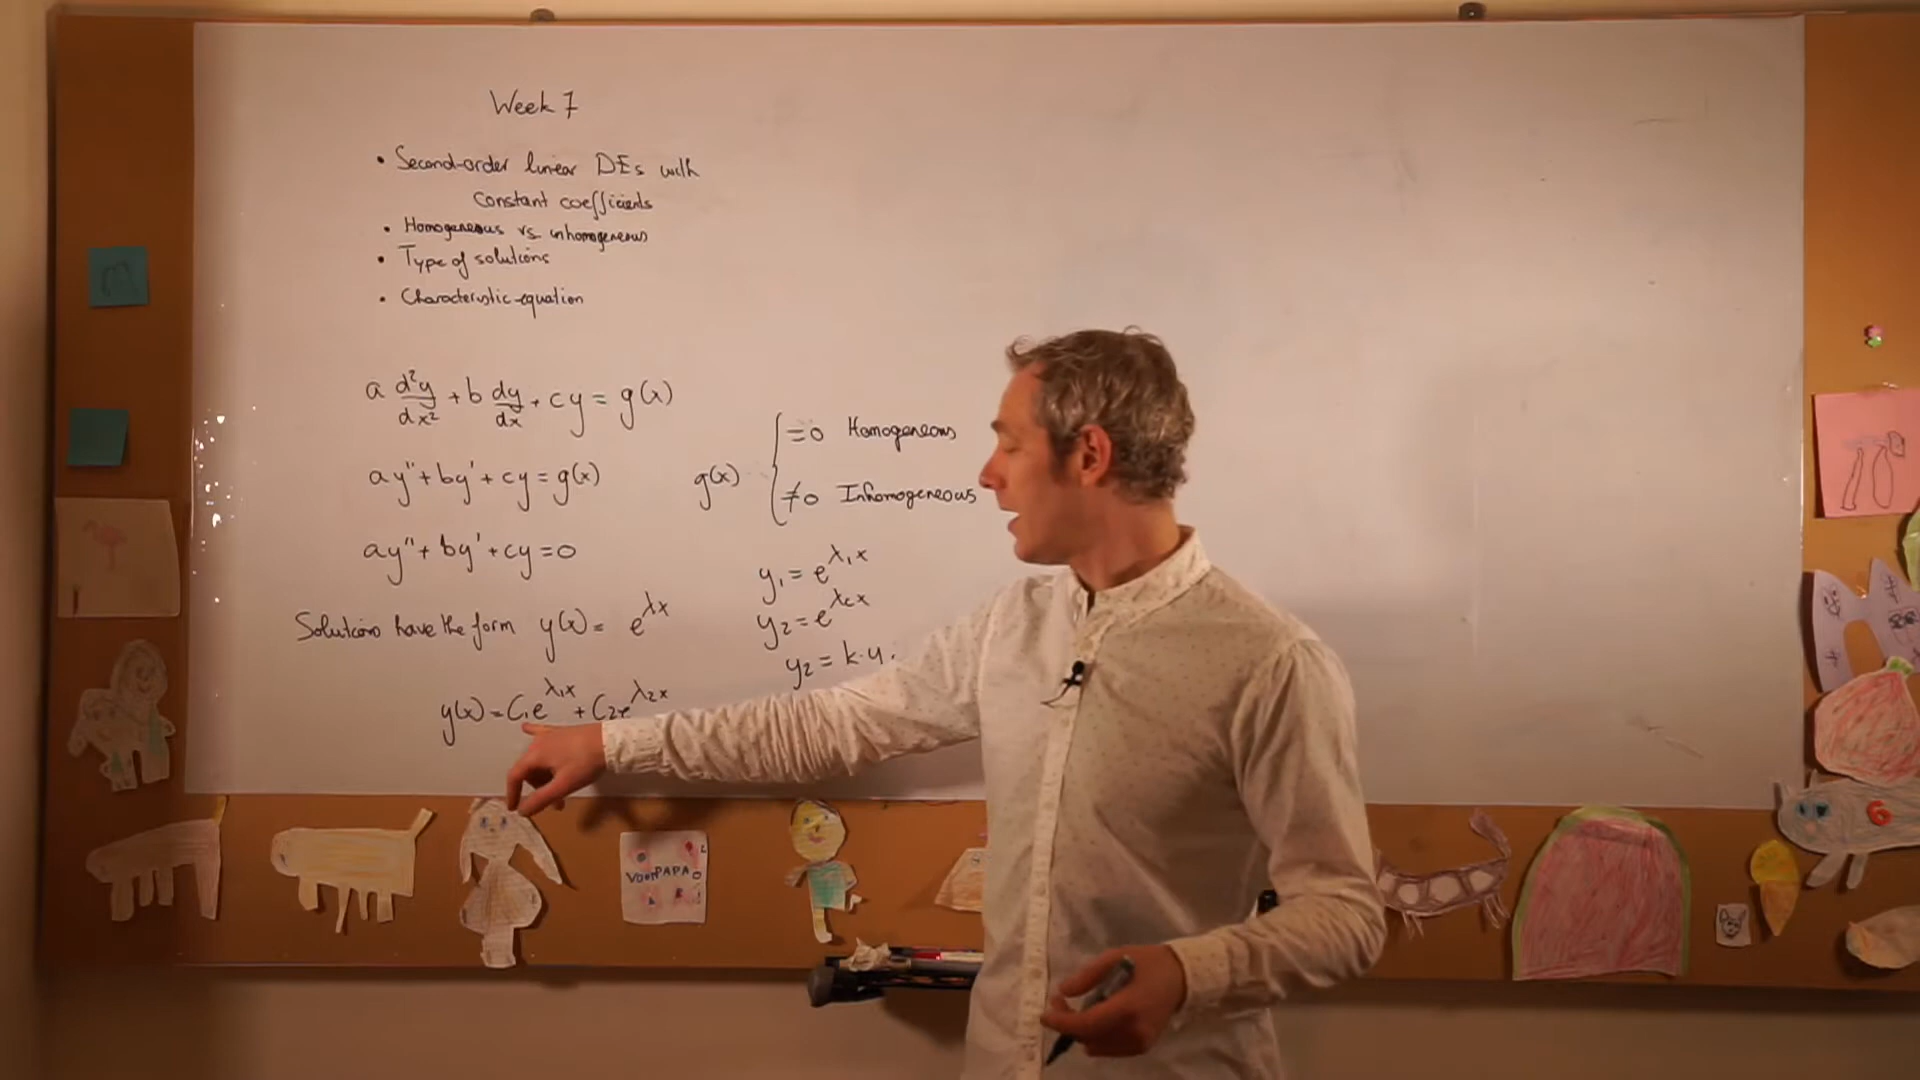 Week 7
• Second-order linear DEs with
constant coefficients
• Homogeneous vs. inhomogeneous
• Type of solutions
• Characteristic equation
a d²y/dx² + b dy/dx + cy = g(x)
ay'' + by' + cy = g(x)
g(x) { = 0 Homogeneous
≠ 0 Inhomogeneous
ay'' + by' + cy = 0
y₁ = e^λ₁x
Solutions have the form y(x) = e^λx
y₂ = e^λ₂x
y₂ = k·y
y(x) = C₁e^λ₁x + C₂e^λ₂x
VOOR PAPA
6